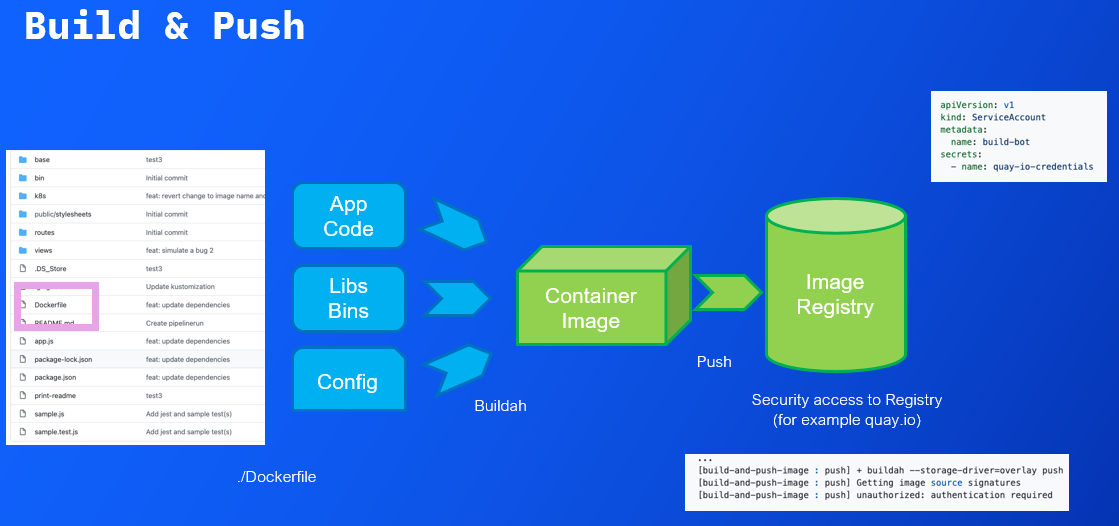 Build & Push
apiVersion: v1
kind: ServiceAccount
metadata:
name: build-bot
secrets:
- name: quay-io-credentials
base test3
bin Initial commit
k8s feat: revert change to image name and
public/stylesheets Initial commit
routes Initial commit
views feat: simulate a bug 2
.DS_Store test3
Update kustomization
Dockerfile feat: update dependencies
README.md Create pipelinerun
app.js feat: update dependencies
package-lock.json feat: update dependencies
package.json feat: update dependencies
print-readme test3
sample.js Add jest and sample test(s)
sample.test.js Add jest and sample test(s)
./Dockerfile
App
Code
Libs
Bins
Config
Buildah
Container
Image
Push
Image
Registry
Security access to Registry
(for example quay.io)
...
[build-and-push-image : push] + buildah --storage-driver=overlay push
[build-and-push-image : push] Getting image source signatures
[build-and-push-image : push] unauthorized: authentication required